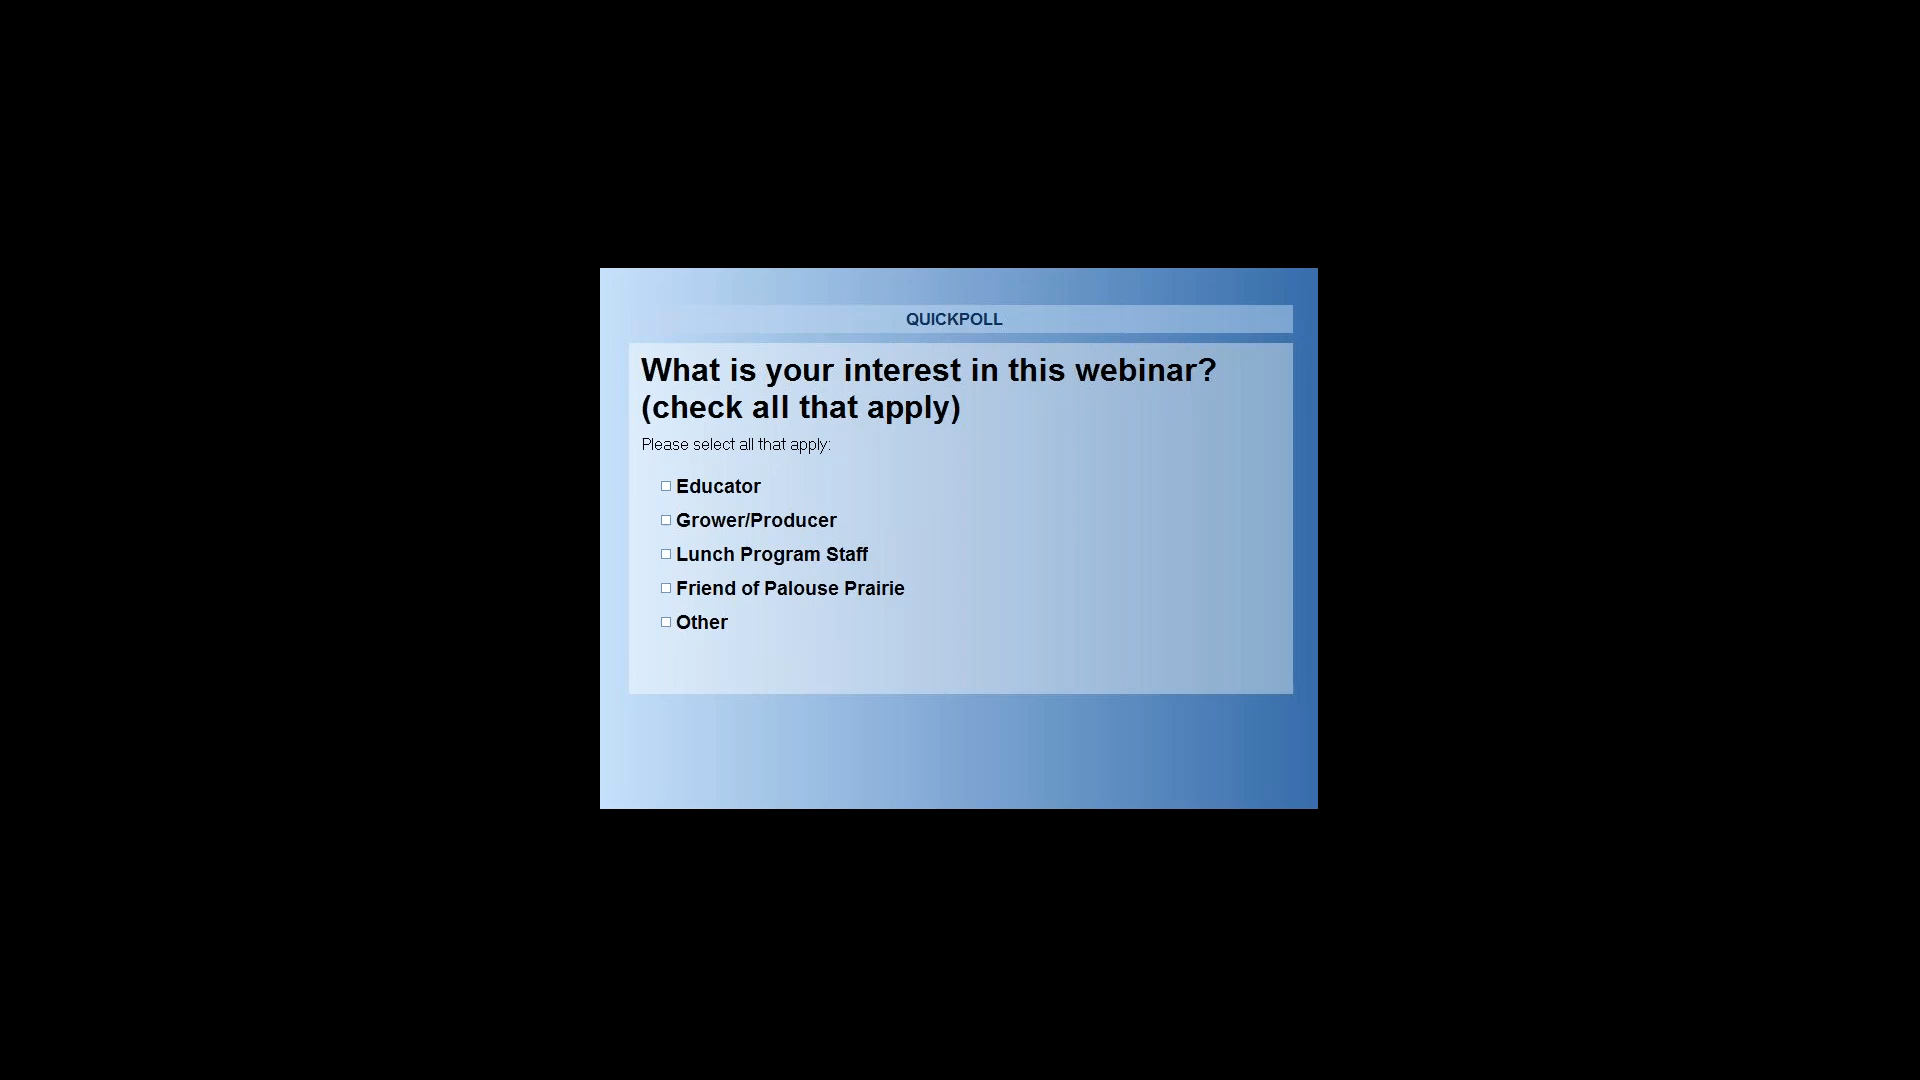 QUICKPOLL
What is your interest in this webinar?
(check all that apply)
Please select all that apply:
Educator
Grower/Producer
Lunch Program Staff
Friend of Palouse Prairie
Other